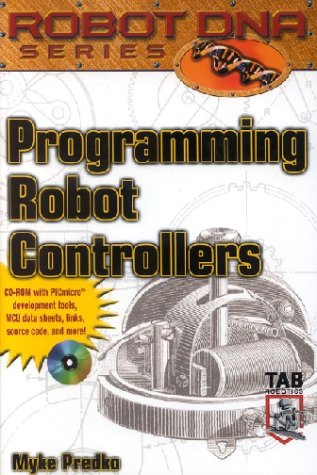 ROBOT DNA
SERIES
Programming
Robot
Controllers
CD-ROM with PICmicro™
development tools,
MCU data sheets, links,
source code, and more!
TAB
ROBOTICS
Myke Predko